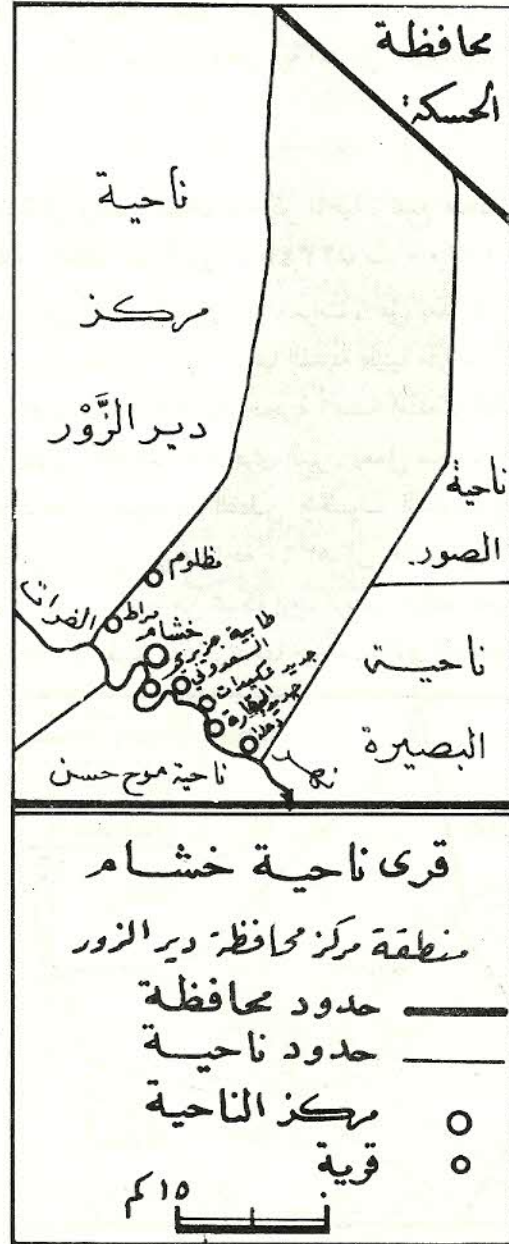 محافظة
الحسكة
ناحية
مركز
دير الزَّوْر
ناحية
الصور
مظلوم
مراط
الفرات
خشام
طابية جزيرة
السعدوني
جديد عكيدات
جديد البقارة
ناحية
البصيرة
نهر
ناحية موح حسن
قرى ناحية خشام
منطقة مركز محافظة دير الزور
حدود محافظة
حدود ناحية
مركز الناحية
قرية
١٥ كم